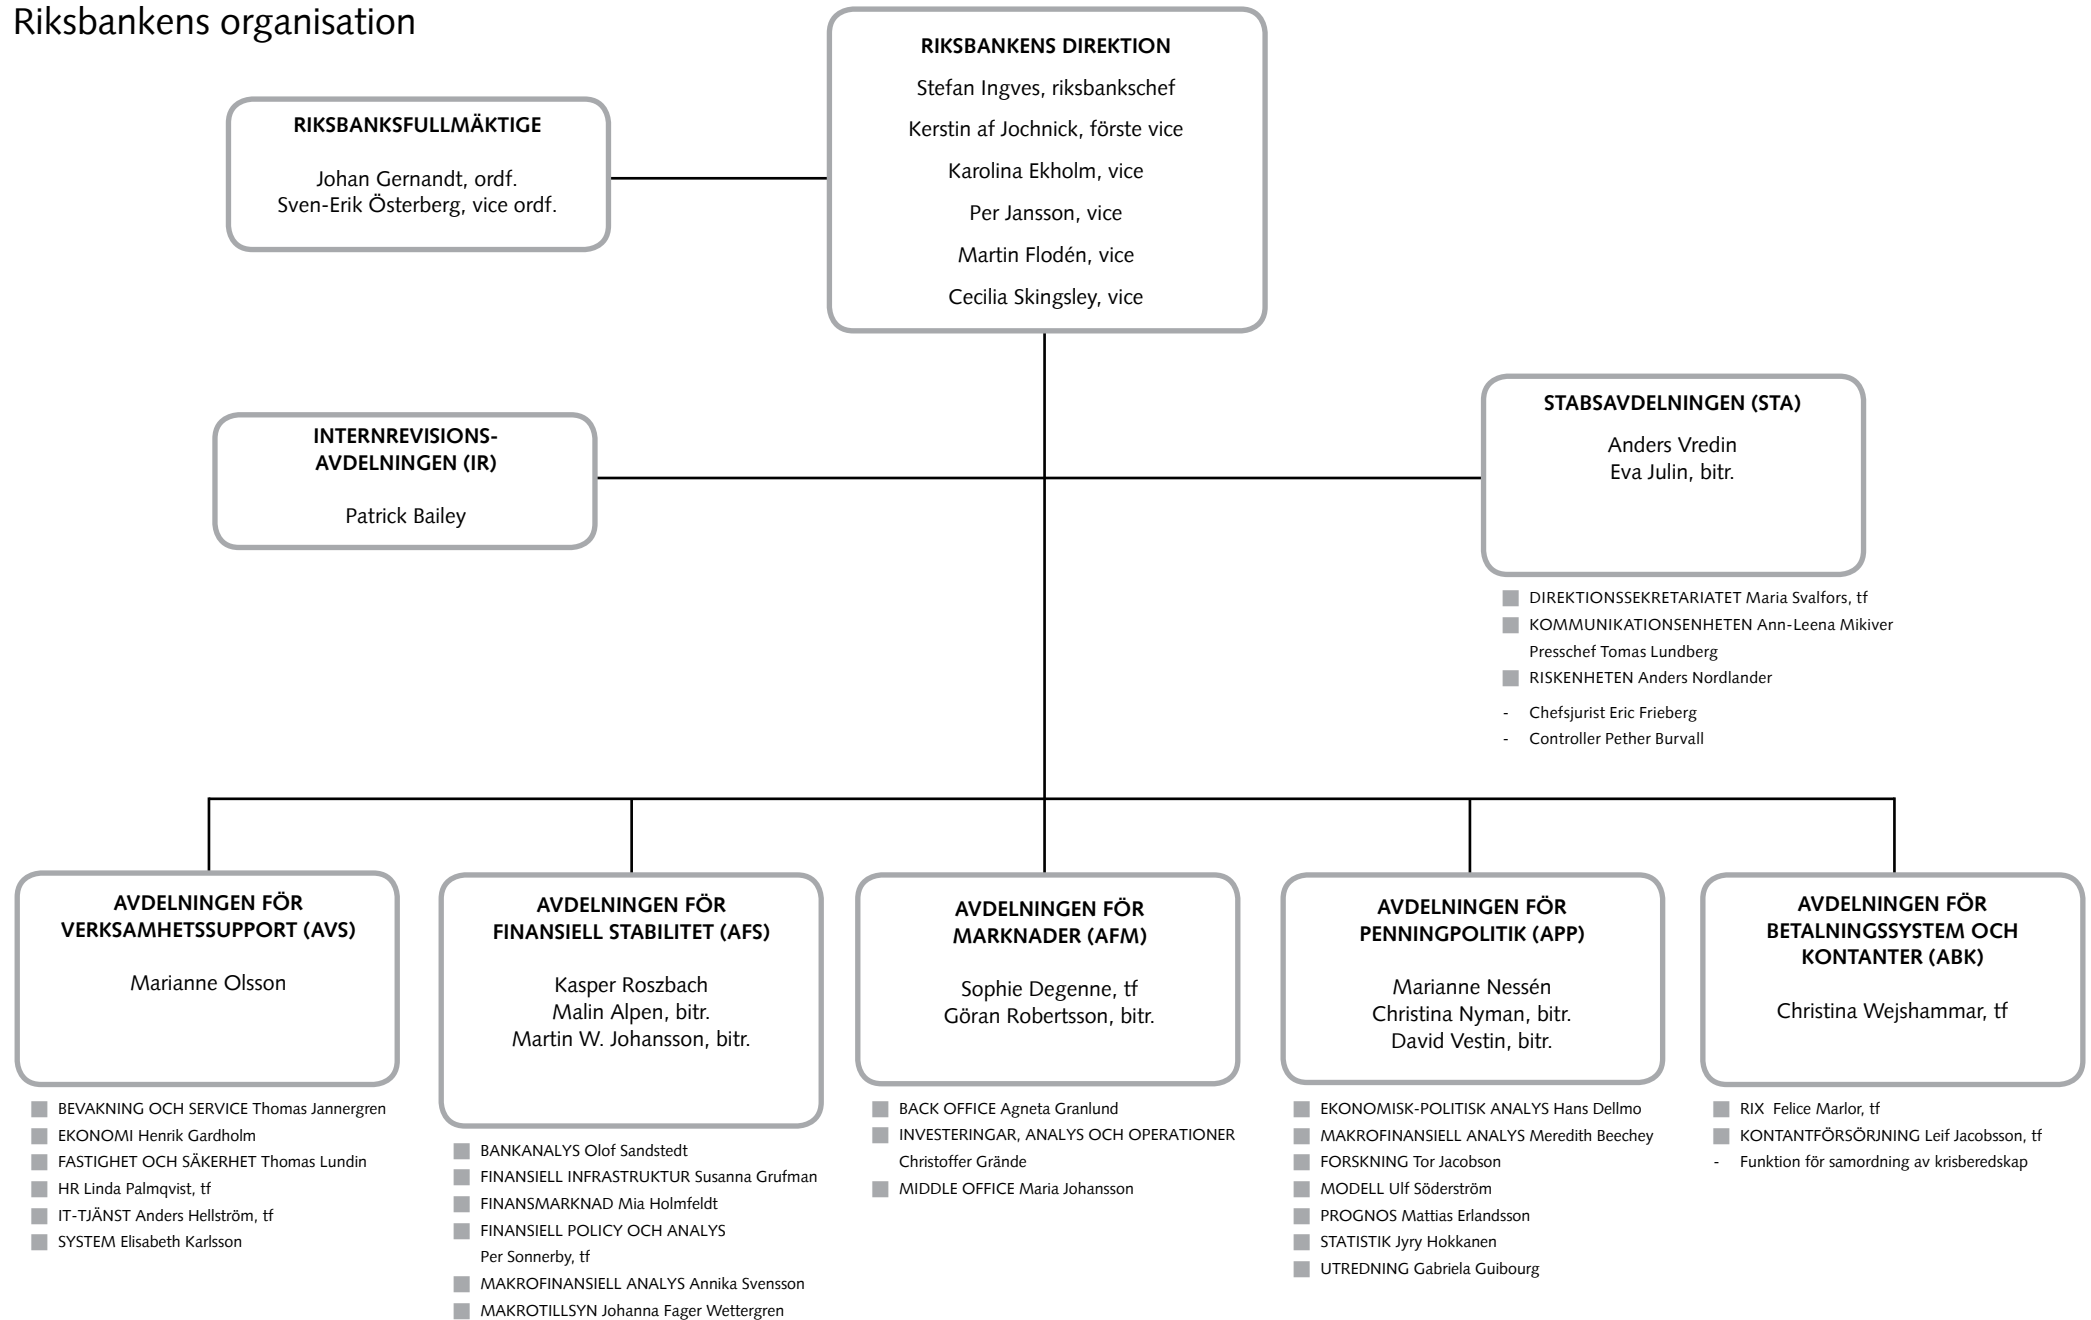 Riksbankens organisation
RIKSBANKENS DIREKTION
Stefan Ingves, riksbankschef
Kerstin af Jochnick, förste vice
Karolina Ekholm, vice
Per Jansson, vice
Martin Flodén, vice
Cecilia Skingsley, vice
RIKSBANKSFULLMÄKTIGE
Johan Gernandt, ordf.
Sven-Erik Österberg, vice ordf.
INTERNREVISIONS-
AVDELNINGEN (IR)
Patrick Bailey
STABSAVDELNINGEN (STA)
Anders Vredin
Eva Julin, bitr.
DIREKTIONSSEKRETARIATET Maria Svalfors, tf
KOMMUNIKATIONSENHETEN Ann-Leena Mikiver
Presschef Tomas Lundberg
RISKENHETEN Anders Nordlander
- Chefsjurist Eric Frieberg
- Controller Pether Burvall
AVDELNINGEN FÖR
VERKSAMHETSSUPPORT (AVS)
Marianne Olsson
BEVAKNING OCH SERVICE Thomas Jannergren
EKONOMI Henrik Gardholm
FASTIGHET OCH SÄKERHET Thomas Lundin
HR Linda Palmqvist, tf
IT-TJÄNST Anders Hellström, tf
SYSTEM Elisabeth Karlsson
AVDELNINGEN FÖR
FINANSIELL STABILITET (AFS)
Kasper Roszbach
Malin Alpen, bitr.
Martin W. Johansson, bitr.
BANKANALYS Olof Sandstedt
FINANSIELL INFRASTRUKTUR Susanna Grufman
FINANSMARKNAD Mia Holmfeldt
FINANSIELL POLICY OCH ANALYS
Per Sonnerby, tf
MAKROFINANSIELL ANALYS Annika Svensson
MAKROTILLSYN Johanna Fager Wettergren
AVDELNINGEN FÖR
MARKNADER (AFM)
Sophie Degenne, tf
Göran Robertsson, bitr.
BACK OFFICE Agneta Granlund
INVESTERINGAR, ANALYS OCH OPERATIONER
Christoffer Grände
MIDDLE OFFICE Maria Johansson
AVDELNINGEN FÖR
PENNINGPOLITIK (APP)
Marianne Nessén
Christina Nyman, bitr.
David Vestin, bitr.
EKONOMISK-POLITISK ANALYS Hans Dellmo
MAKROFINANSIELL ANALYS Meredith Beechey
FORSKNING Tor Jacobson
MODELL Ulf Söderström
PROGNOS Mattias Erlandsson
STATISTIK Jyry Hokkanen
UTREDNING Gabriela Guibourg
AVDELNINGEN FÖR
BETALNINGSSYSTEM OCH
KONTANTER (ABK)
Christina Wejshammar, tf
RIX Felice Marlor, tf
KONTANTFÖRSÖRJNING Leif Jacobsson, tf
- Funktion för samordning av krisberedskap